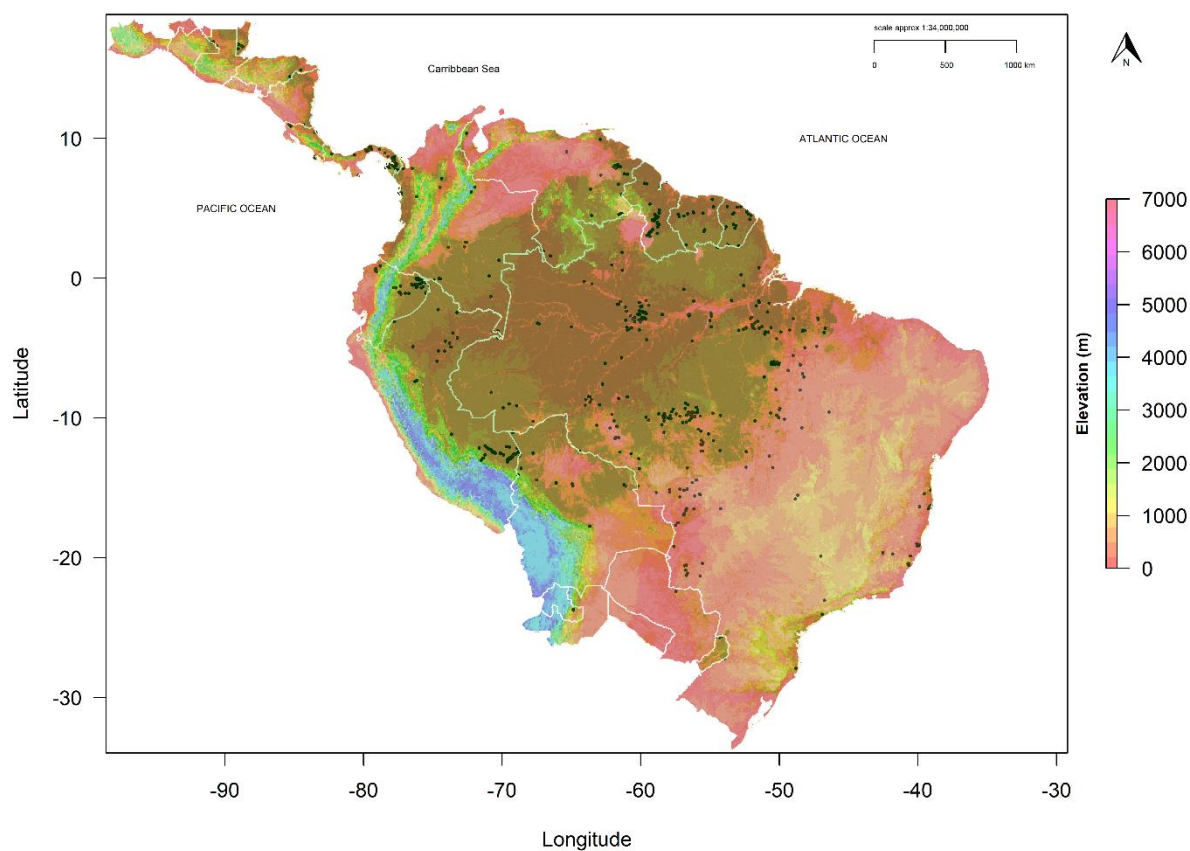 scale approx 1:34,000,000
0 500 1000 km
N
Carribbean Sea
ATLANTIC OCEAN
PACIFIC OCEAN
10
0
-10
-20
-30
Latitude
-90 -80 -70 -60 -50 -40 -30
Longitude
Elevation (m)
7000
6000
5000
4000
3000
2000
1000
0